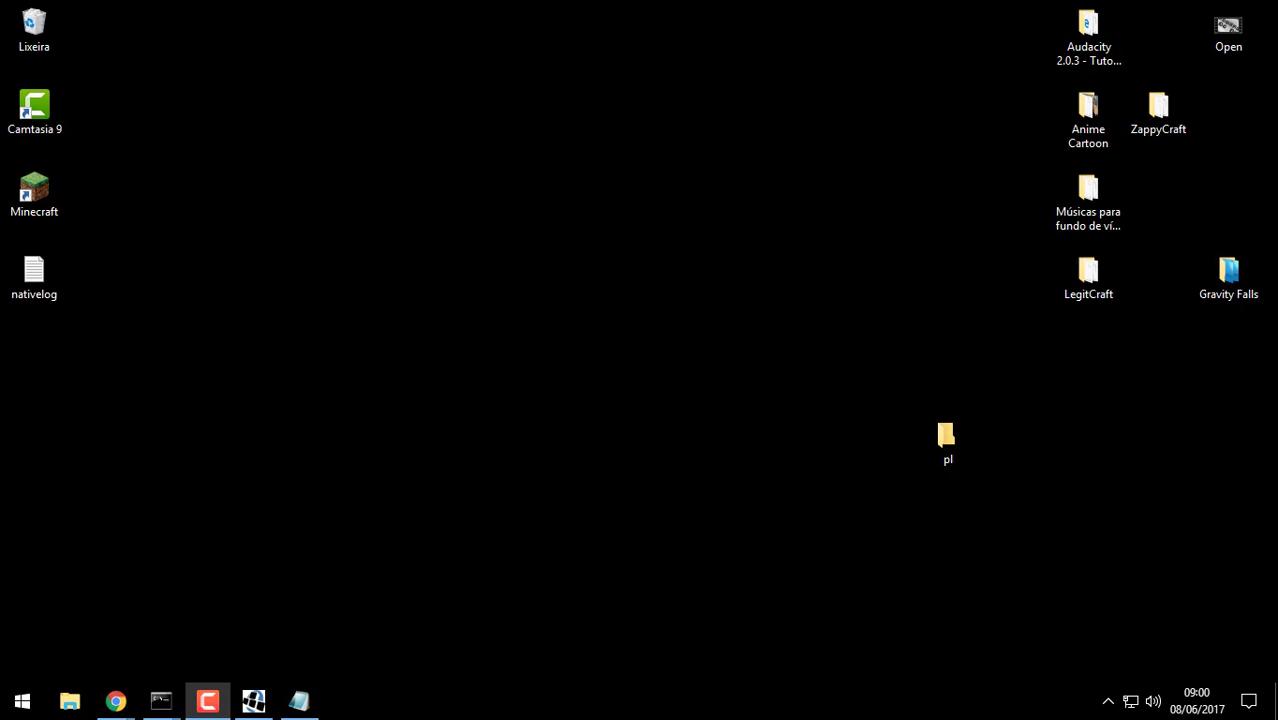 Lixeira
Camtasia 9
Minecraft
nativelog
Audacity
2.0.3 - Tuto...
Open
Anime
Cartoon
ZappyCraft
Músicas para
fundo de ví...
LegitCraft
Gravity Falls
pl
09:00
08/06/2017